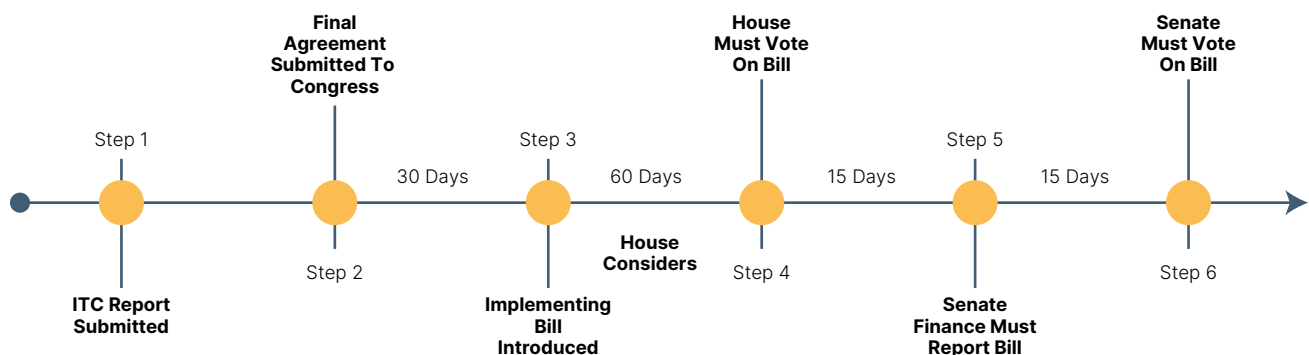 Final
Agreement
Submitted To
Congress
House
Must Vote
On Bill
Senate
Must Vote
On Bill
Step 1
Step 3
Step 5
30 Days
60 Days
15 Days
15 Days
House
Considers
Step 2
Step 4
Step 6
ITC Report
Submitted
Implementing
Bill
Introduced
Senate
Finance Must
Report Bill